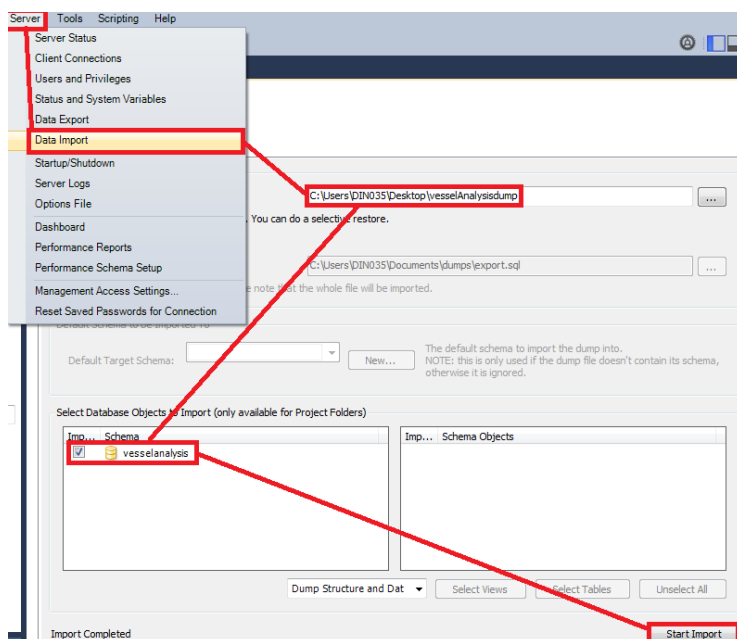 Server Tools Scripting Help
Server Status
Client Connections
Users and Privileges
Status and System Variables
Data Export
Data Import
Startup/Shutdown
Server Logs
Options File
Dashboard
Performance Reports
Performance Schema Setup
Management Access Settings...
Reset Saved Passwords for Connection
C:\Users\DIN035\Desktop\vesselAnalysisdump ...
You can do a selective restore.
C:\Users\DIN035\Documents\dumps\export.sql ...
note that the whole file will be imported.
Default Schema to be Imported To
Default Target Schema: New...
The default schema to import the dump into.
NOTE: this is only used if the dump file doesn't contain its schema,
otherwise it is ignored.
Select Database Objects to Import (only available for Project Folders)
Imp... Schema
vesselanalysis
Imp... Schema Objects
Dump Structure and Dat Select Views Select Tables Unselect All
Import Completed Start Import